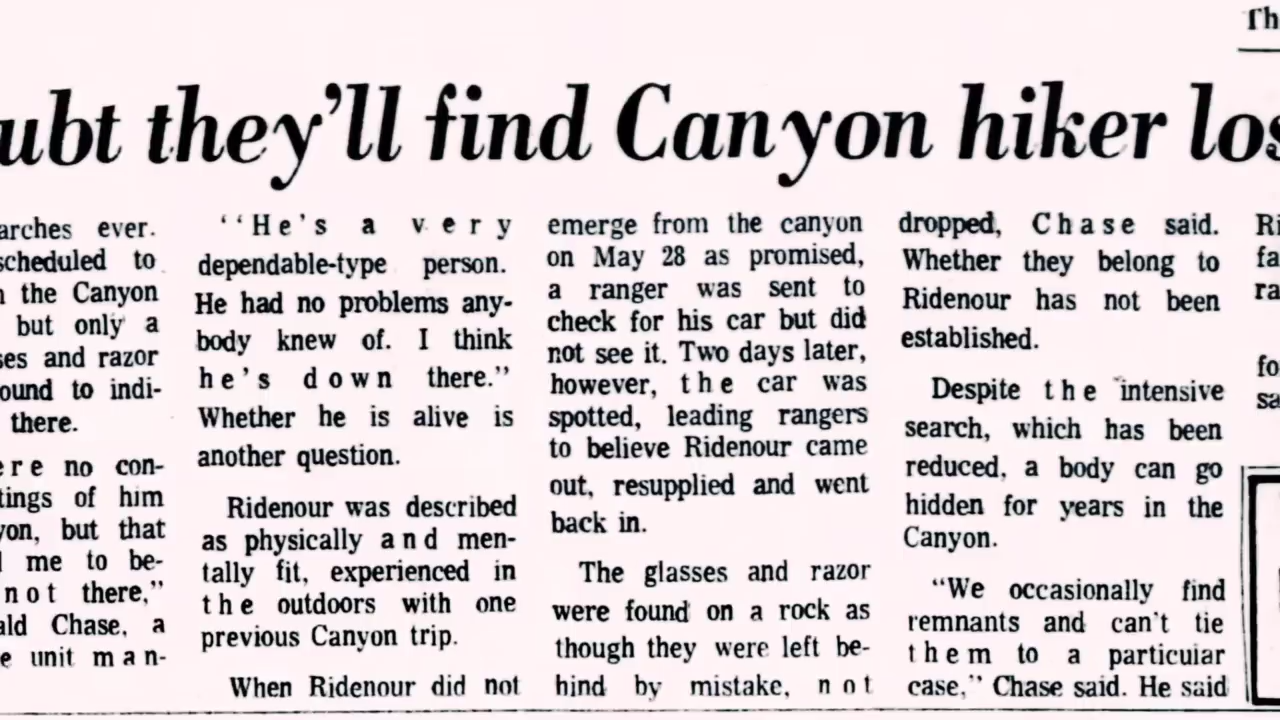 Th
ubt they'll find Canyon hiker los
arches ever.
scheduled to
n the Canyon
but only a
ses and razor
ound to indi-
there.
ere no con-
tings of him
yon, but that
l me to be-
not there,"
ald Chase, a
e unit man-
"He's a very
dependable-type person.
He had no problems any-
body knew of. I think
he's down there."
Whether he is alive is
another question.
Ridenour was described
as physically and men-
tally fit, experienced in
the outdoors with one
previous Canyon trip.
When Ridenour did not
emerge from the canyon
on May 28 as promised,
a ranger was sent to
check for his car but did
not see it. Two days later,
however, the car was
spotted, leading rangers
to believe Ridenour came
out, resupplied and went
back in.
The glasses and razor
were found on a rock as
though they were left be-
hind by mistake, not
dropped, Chase said.
Whether they belong to
Ridenour has not been
established.
Despite the intensive
search, which has been
reduced, a body can go
hidden for years in the
Canyon.
"We occasionally find
remnants and can't tie
them to a particular
case," Chase said. He said
Ri
fa
ra
fo
sa